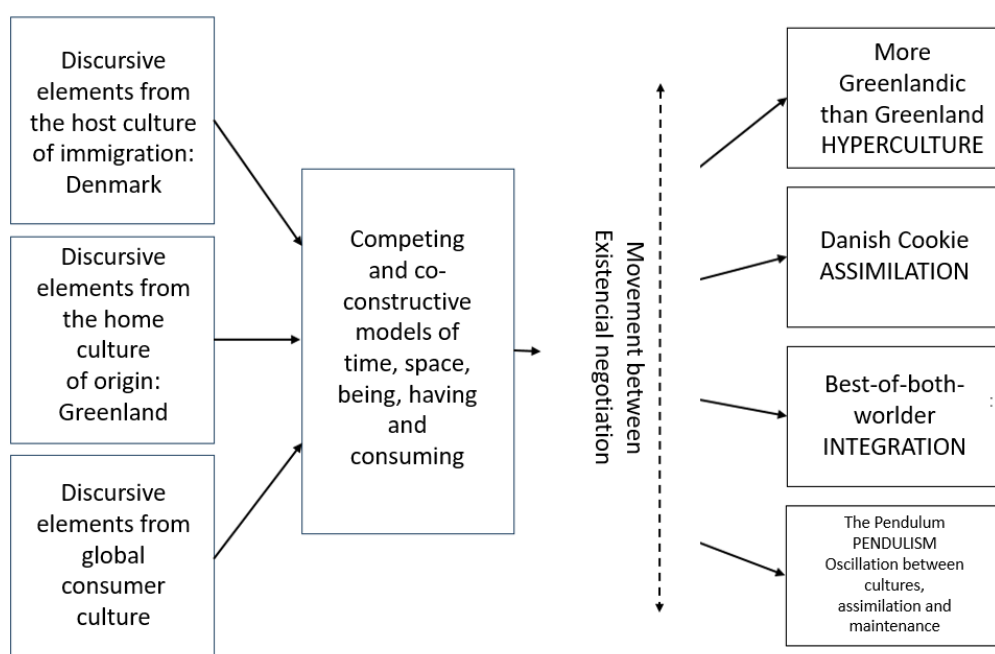 Discursive
elements from
the host culture
of immigration:
Denmark
Discursive
elements from
the home
culture
of origin:
Greenland
Discursive
elements from
global
consumer
culture
Competing
and co-
constructive
models of
time, space,
being, having
and
consuming
Movement between
Existencial negotiation
More
Greenlandic
than Greenland
HYPERCULTURE
Danish Cookie
ASSIMILATION
Best-of-both-
worlder
INTEGRATION
:
The Pendulum
PENDULISM
Oscillation between
cultures,
assimilation and
maintenance